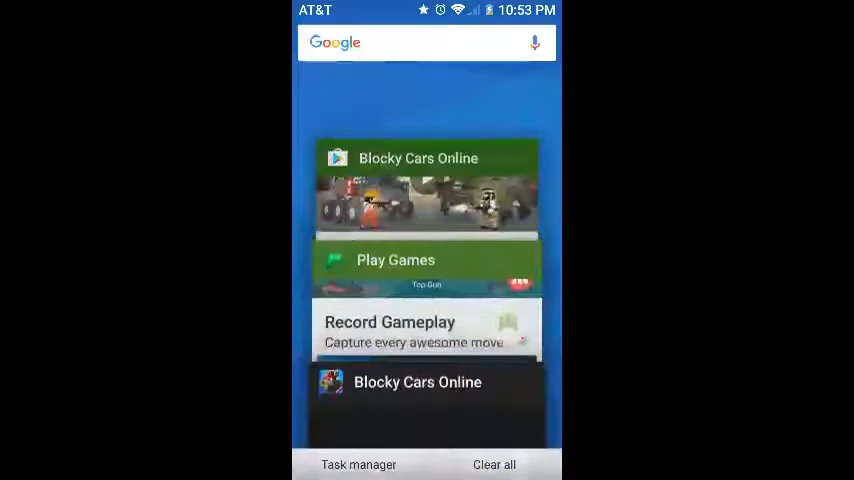 AT&T 10:53 PM
Google
Blocky Cars Online
Play Games
Top Gun
Record Gameplay
Capture every awesome move
Blocky Cars Online
Task manager Clear all